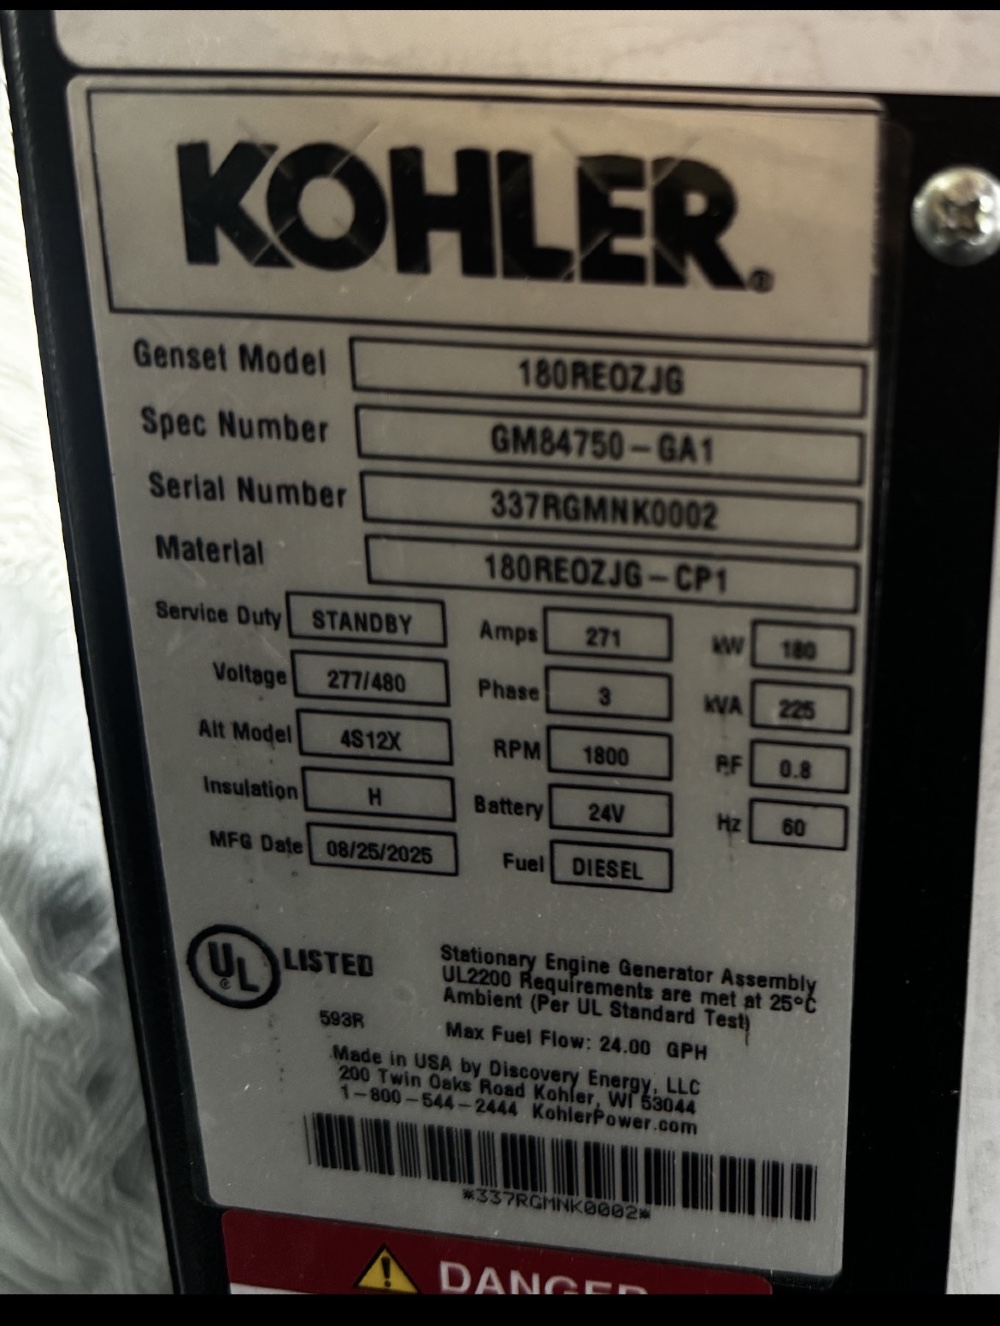 KOHLER®
Genset Model 180REOZJG
Spec Number GM84750-GA1
Serial Number 337RGMNK0002
Material 180REOZJG-CP1
Service Duty STANDBY Amps 271 kW 180
Voltage 277/480 Phase 3 kVA 225
Alt Model 4S12X RPM 1800 PF 0.8
Insulation H Battery 24V Hz 60
MFG Date 08/25/2025 Fuel DIESEL
UL LISTED
593R
Stationary Engine Generator Assembly
UL2200 Requirements are met at 25°C
Ambient (Per UL Standard Test)
Max Fuel Flow: 24.00 GPH
Made in USA by Discovery Energy, LLC
200 Twin Oaks Road Kohler, WI 53044
1-800-544-2444 KohlerPower.com
*337RGMNK0002*
DANGER